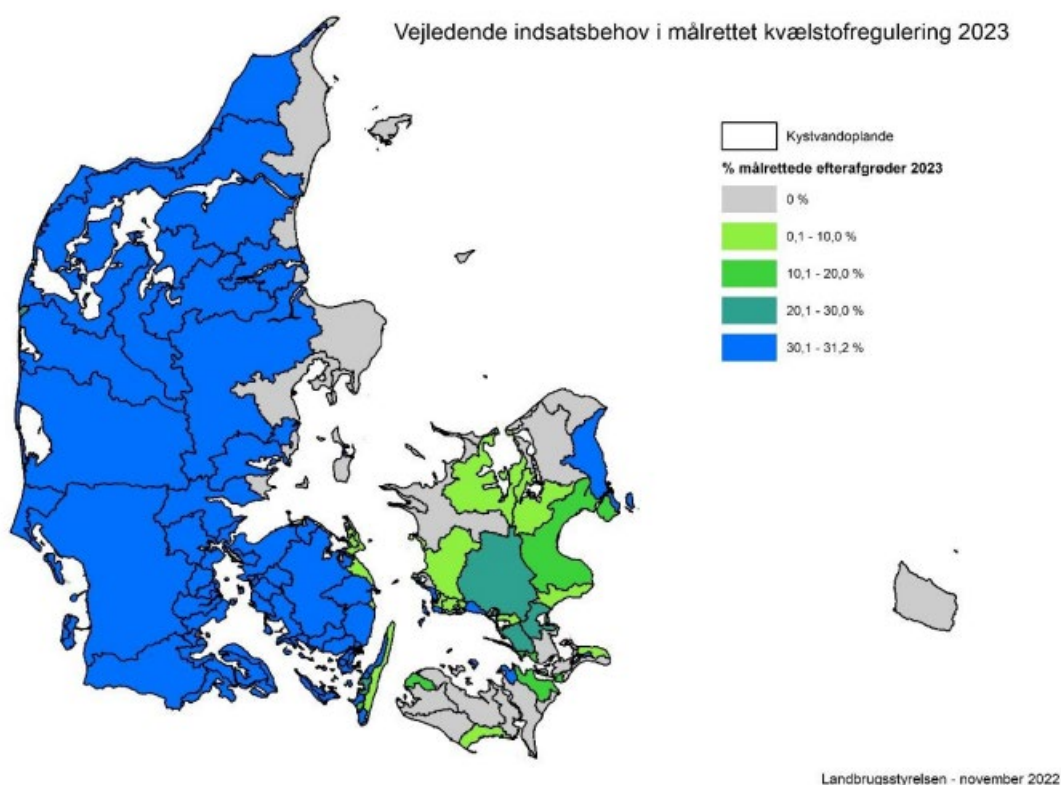 Vejledende indsatsbehov i målrettet kvælstofregulering 2023
Kystvandoplande
% målrettede efterafgrøder 2023
0 %
0,1 - 10,0 %
10,1 - 20,0 %
20,1 - 30,0 %
30,1 - 31,2 %
Landbrugsstyrelsen - november 2022